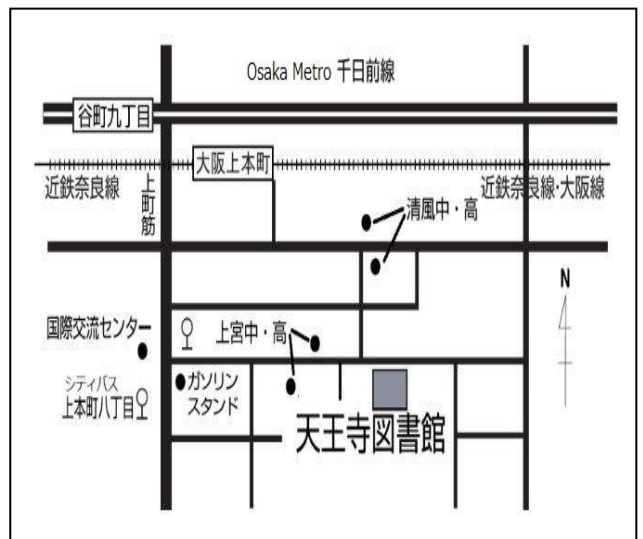 Osaka Metro 千日前線
谷町九丁目
大阪上本町
近鉄奈良線
上町筋
近鉄奈良線・大阪線
清風中・高
N
国際交流センター
上宮中・高
シティバス
上本町八丁目
ガソリン
スタンド
天王寺図書館